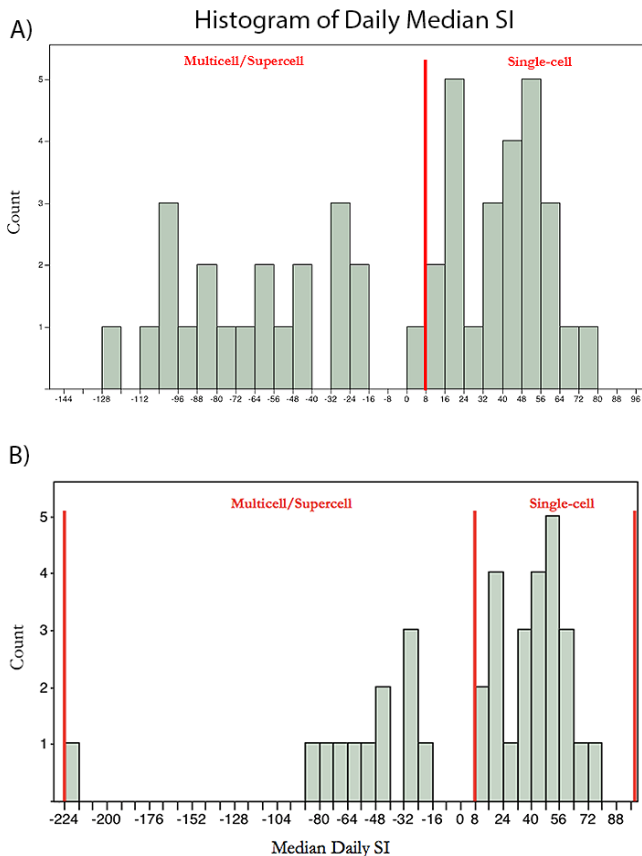 A)
Histogram of Daily Median SI
Multicell/Supercell Single-cell
5
4
3
2
1
Count
-144 -128 -112 -96 -88 -80 -72 -64 -56 -48 -40 -32 -24 -16 -8 0 8 16 24 32 40 48 56 64 72 80 88 96
B)
Multicell/Supercell Single-cell
5
4
3
2
1
Count
-224 -200 -176 -152 -128 -104 -80 -64 -48 -32 -16 0 8 24 40 56 72 88
Median Daily SI